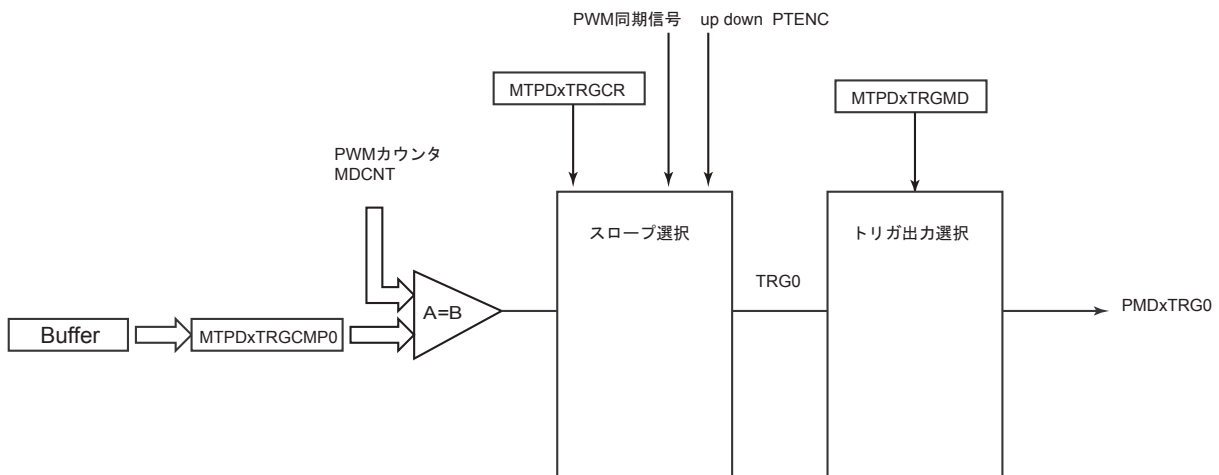 PWM同期信号
up down PTENC
MTPDxTRGCR
MTPDxTRGMD
PWMカウンタ
MDCNT
スロープ選択
トリガ出力選択
TRG0
A=B
PMDxTRG0
Buffer
MTPDxTRGCMP0